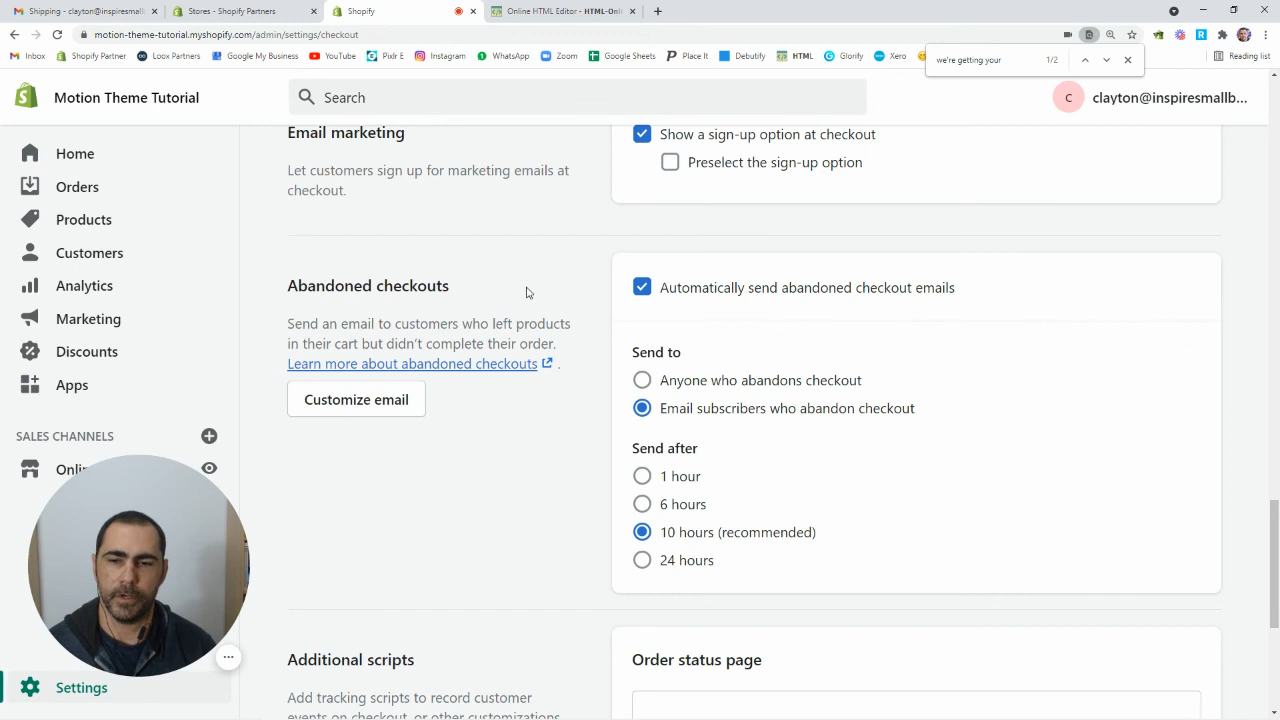 Shipping - clayton@inspiresmall
Stores - Shopify Partners
Shopify
Online HTML Editor - HTML-Onl
motion-theme-tutorial.myshopify.com/admin/settings/checkout
Inbox
Shopify Partner
Loox Partners
Google My Business
YouTube
Pixlr E
Instagram
WhatsApp
Zoom
Google Sheets
Place It
Debutify
HTML
Glorify
Xero
Reading list
we're getting your
1/2
Motion Theme Tutorial
Search
C
clayton@inspiresmallb...
Home
Orders
Products
Customers
Analytics
Marketing
Discounts
Apps
SALES CHANNELS
Onli
Settings
Email marketing
Let customers sign up for marketing emails at
checkout.
Show a sign-up option at checkout
Preselect the sign-up option
Abandoned checkouts
Send an email to customers who left products
in their cart but didn't complete their order.
Learn more about abandoned checkouts .
Customize email
Automatically send abandoned checkout emails
Send to
Anyone who abandons checkout
Email subscribers who abandon checkout
Send after
1 hour
6 hours
10 hours (recommended)
24 hours
Additional scripts
Add tracking scripts to record customer
events on checkout, or other customizations
Order status page